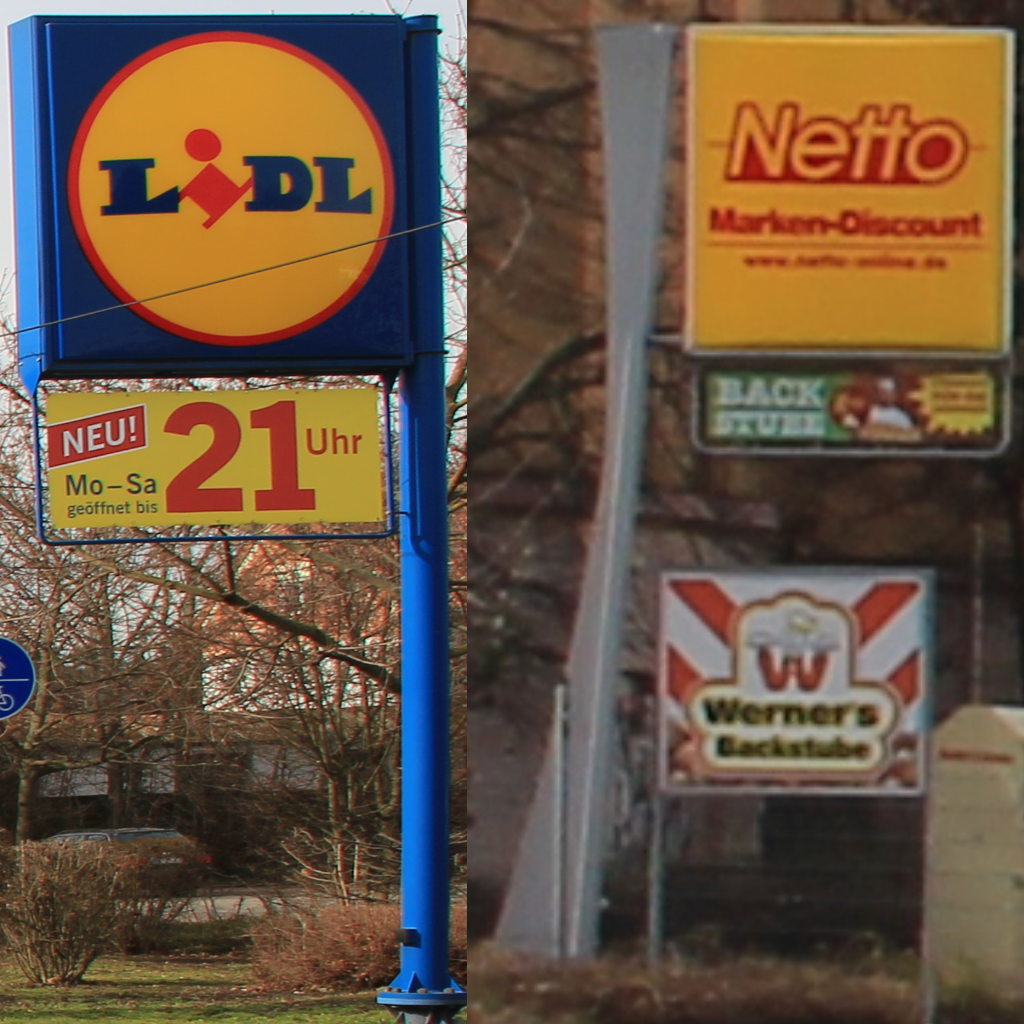 LiDL
NEU!
Mo–Sa
geöffnet bis
21 Uhr
Netto
Marken-Discount
www.netto-online.de
BACK
STUBE
W
Werner's
Backstube